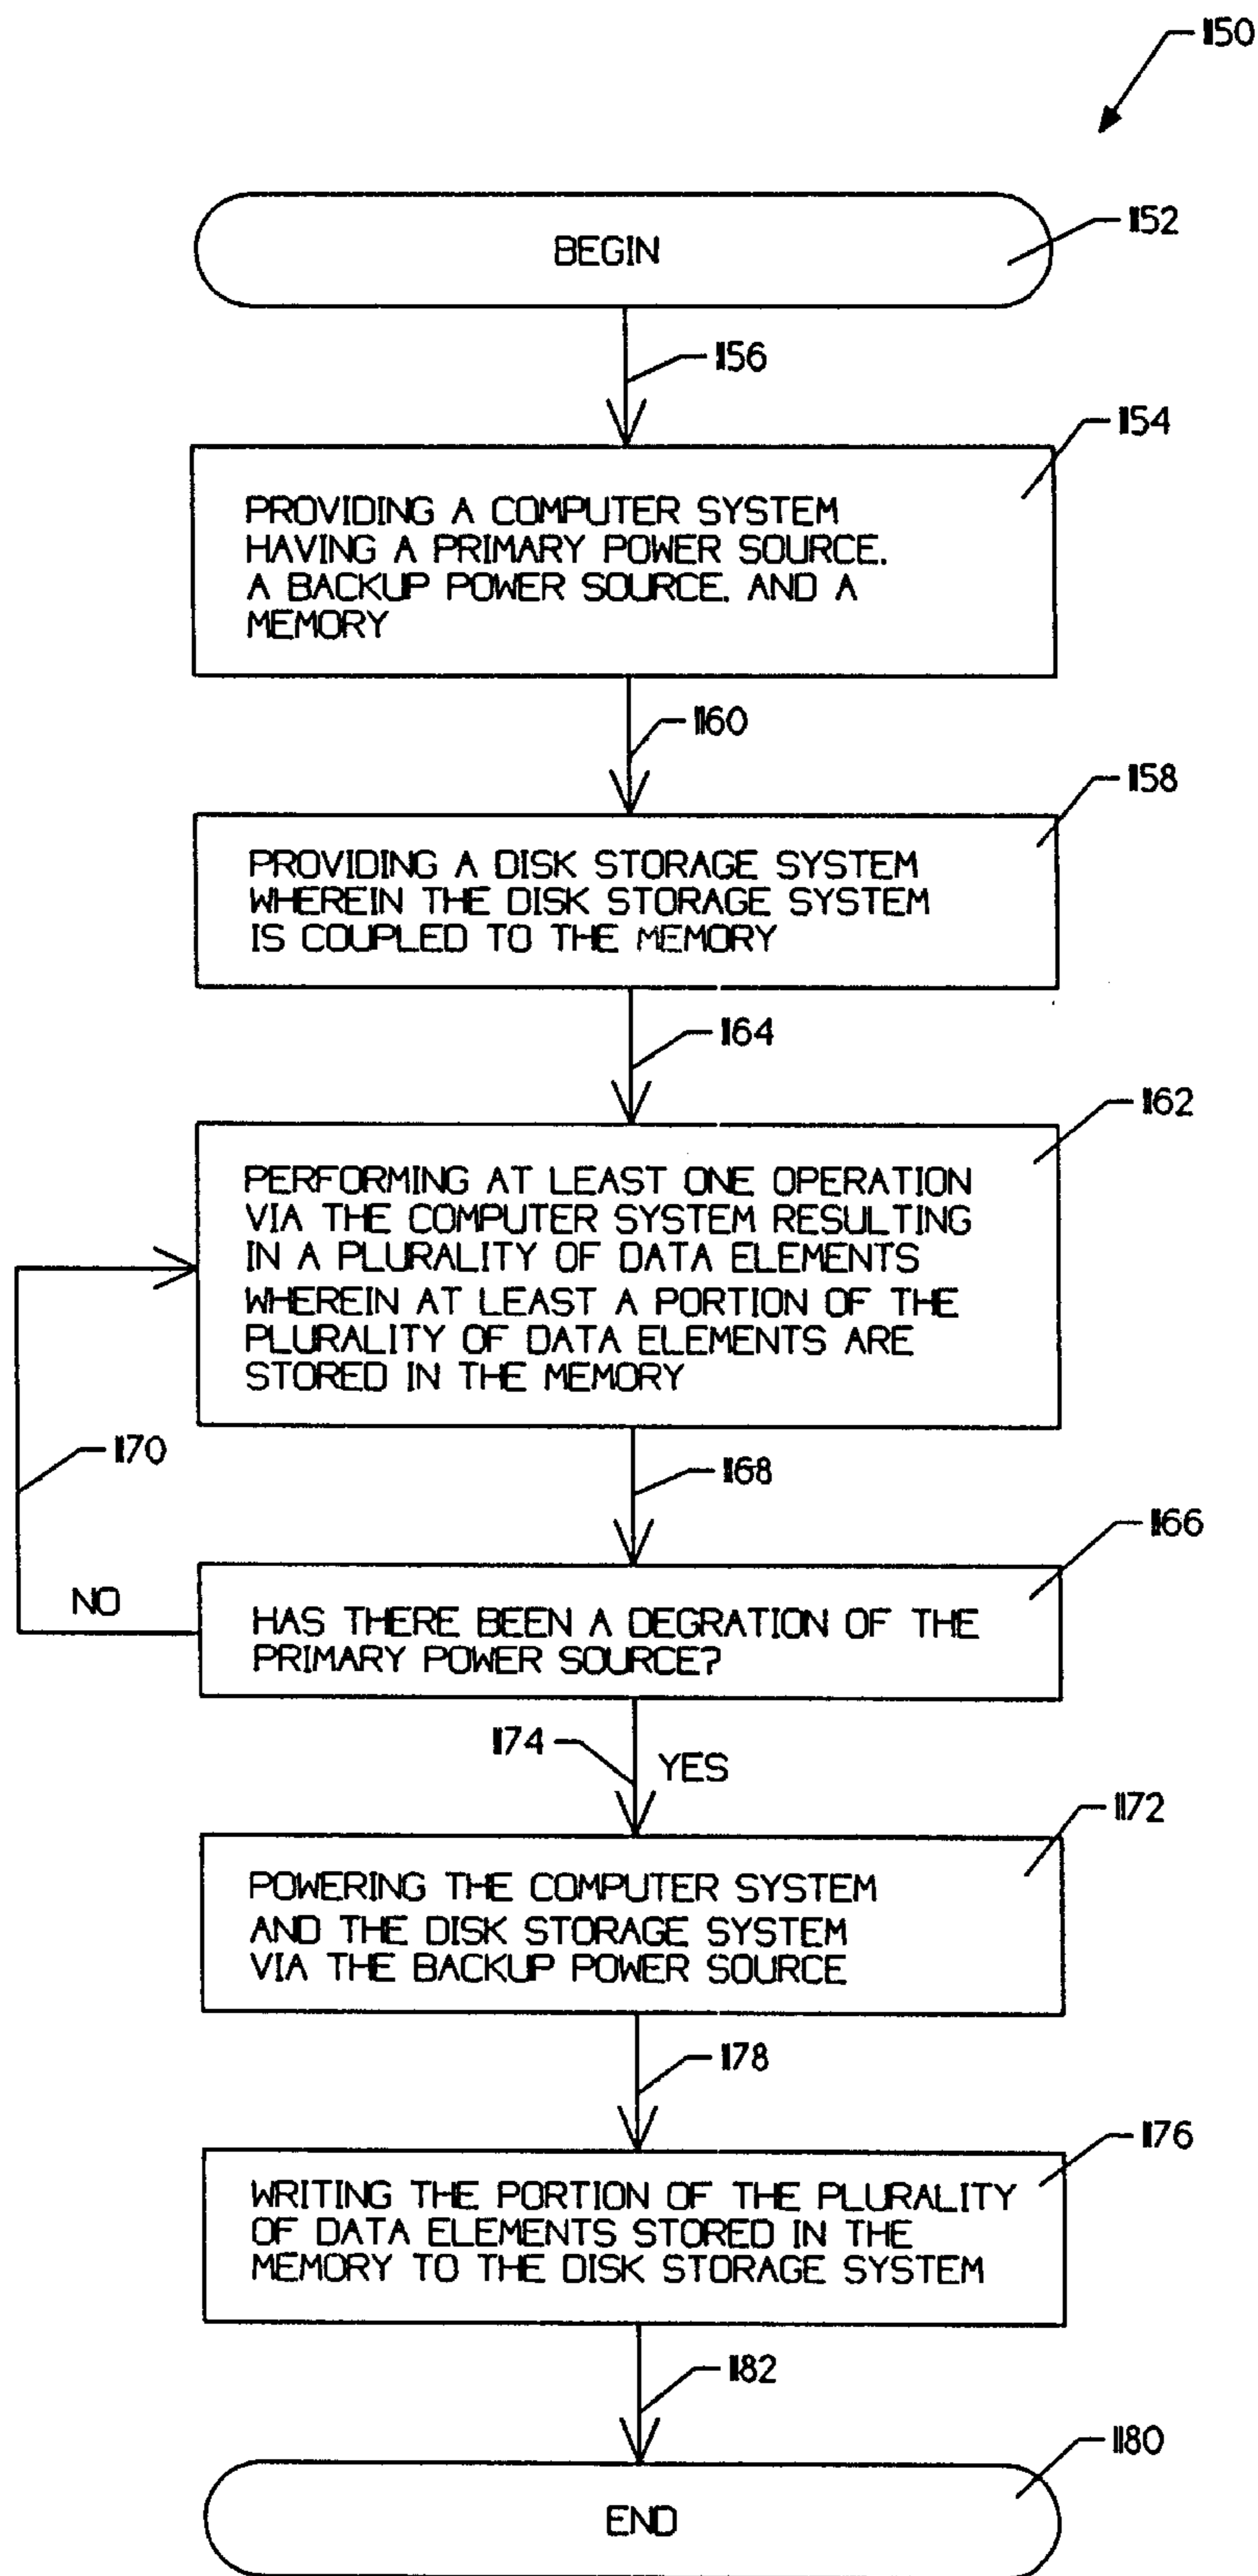 1150
BEGIN
1152
1156
1154
PROVIDING A COMPUTER SYSTEM
HAVING A PRIMARY POWER SOURCE,
A BACKUP POWER SOURCE, AND A
MEMORY
1160
1158
PROVIDING A DISK STORAGE SYSTEM
WHEREIN THE DISK STORAGE SYSTEM
IS COUPLED TO THE MEMORY
1164
1162
PERFORMING AT LEAST ONE OPERATION
VIA THE COMPUTER SYSTEM RESULTING
IN A PLURALITY OF DATA ELEMENTS
WHEREIN AT LEAST A PORTION OF THE
PLURALITY OF DATA ELEMENTS ARE
STORED IN THE MEMORY
1170
1168
1166
NO
HAS THERE BEEN A DEGRATION OF THE
PRIMARY POWER SOURCE?
1174
YES
1172
POWERING THE COMPUTER SYSTEM
AND THE DISK STORAGE SYSTEM
VIA THE BACKUP POWER SOURCE
1178
1176
WRITING THE PORTION OF THE PLURALITY
OF DATA ELEMENTS STORED IN THE
MEMORY TO THE DISK STORAGE SYSTEM
1182
1180
END